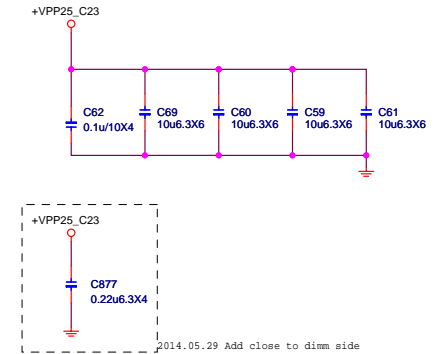 +VPP25_C23
C62
0.1u/10X4
C69
10u6.3X6
C60
10u6.3X6
C59
10u6.3X6
C61
10u6.3X6
+VPP25_C23
C877
0.22u6.3X4
2014.05.29 Add close to dimm side